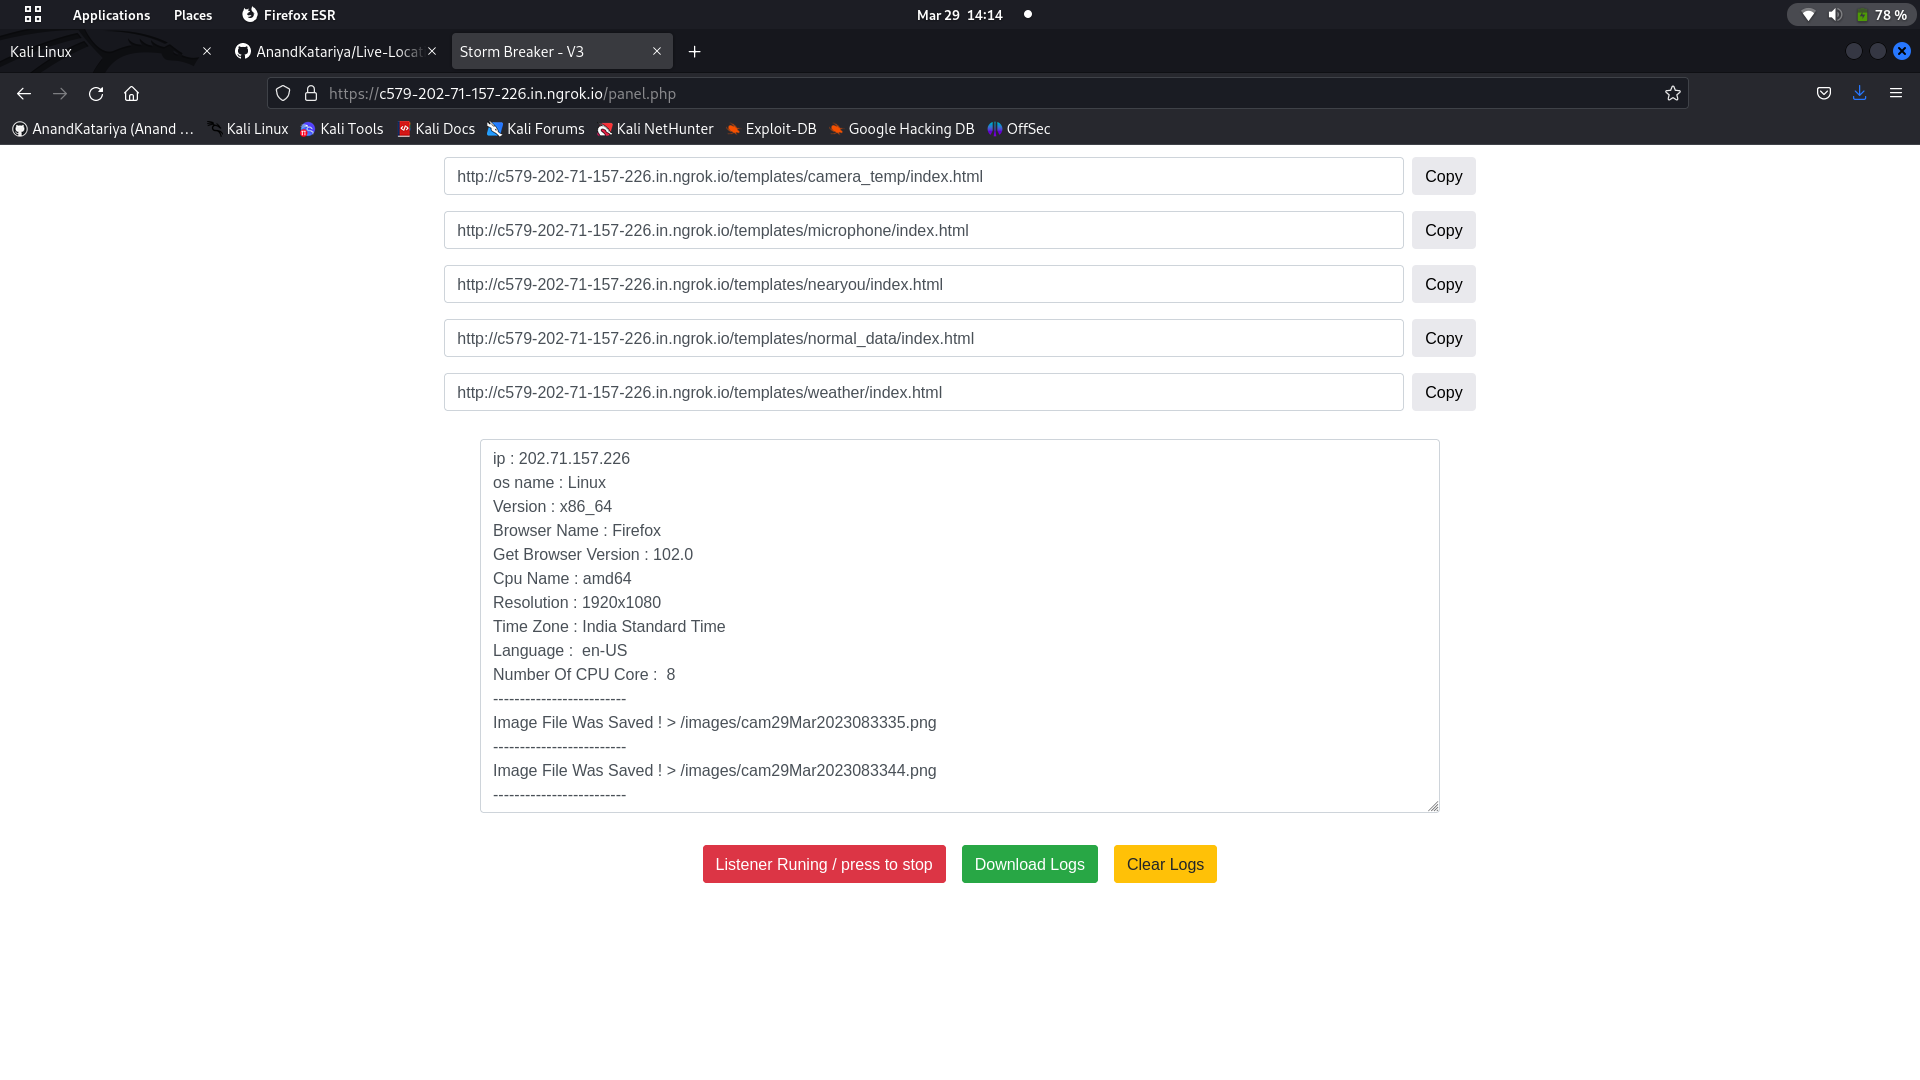 Applications Places Firefox ESR Mar 29 14:14 78 %
Kali Linux AnandKatariya/Live-Locat Storm Breaker - V3
https://c579-202-71-157-226.in.ngrok.io/panel.php
AnandKatariya (Anand ... Kali Linux Kali Tools Kali Docs Kali Forums Kali NetHunter Exploit-DB Google Hacking DB OffSec
http://c579-202-71-157-226.in.ngrok.io/templates/camera_temp/index.html Copy
http://c579-202-71-157-226.in.ngrok.io/templates/microphone/index.html Copy
http://c579-202-71-157-226.in.ngrok.io/templates/nearyou/index.html Copy
http://c579-202-71-157-226.in.ngrok.io/templates/normal_data/index.html Copy
http://c579-202-71-157-226.in.ngrok.io/templates/weather/index.html Copy
ip : 202.71.157.226
os name : Linux
Version : x86_64
Browser Name : Firefox
Get Browser Version : 102.0
Cpu Name : amd64
Resolution : 1920x1080
Time Zone : India Standard Time
Language :  en-US
Number Of CPU Core :  8
-------------------------
Image File Was Saved ! > /images/cam29Mar2023083335.png
-------------------------
Image File Was Saved ! > /images/cam29Mar2023083344.png
-------------------------
Listener Runing / press to stop Download Logs Clear Logs